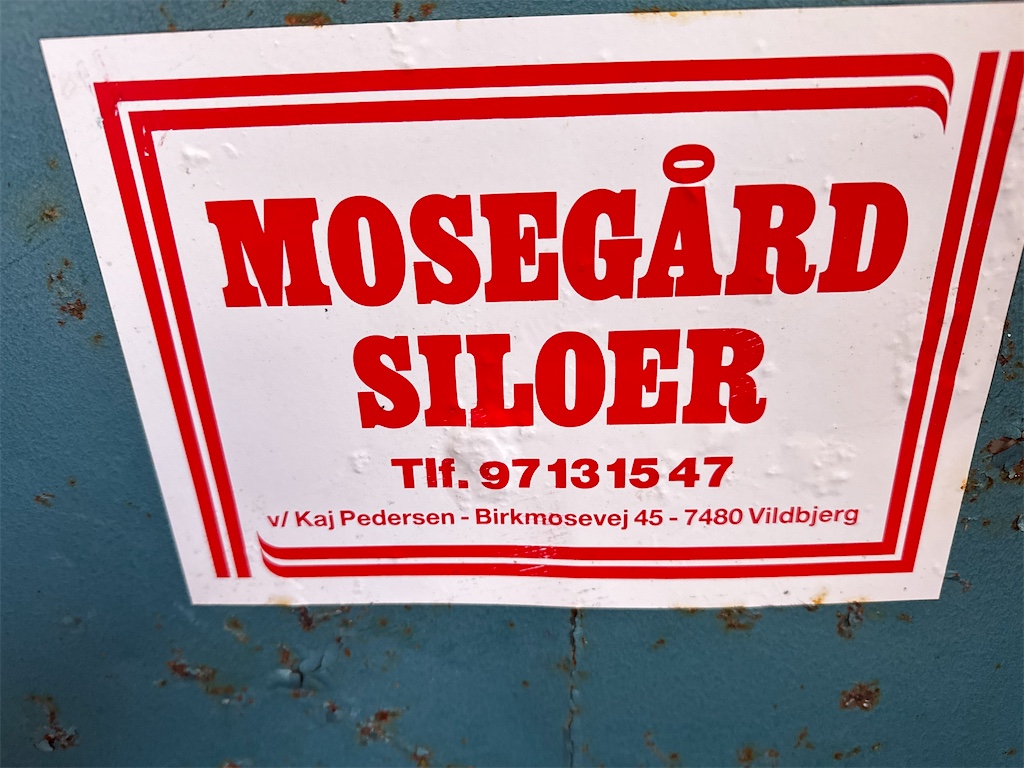 MOSEGÅRD
SILOER
Tlf. 97 13 15 47
v/ Kaj Pedersen - Birkmosevej 45 - 7480 Vildbjerg